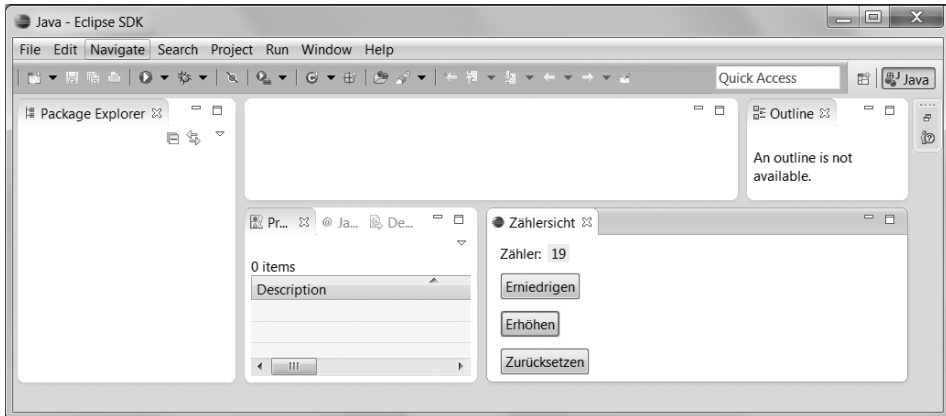 Java - Eclipse SDK
File Edit Navigate Search Project Run Window Help
Quick Access
Java
Package Explorer
Outline
An outline is not
available.
Pr...
@ Ja...
De...
0 items
Description
Zählersicht
Zähler: 19
Erniedrigen
Erhöhen
Zurücksetzen